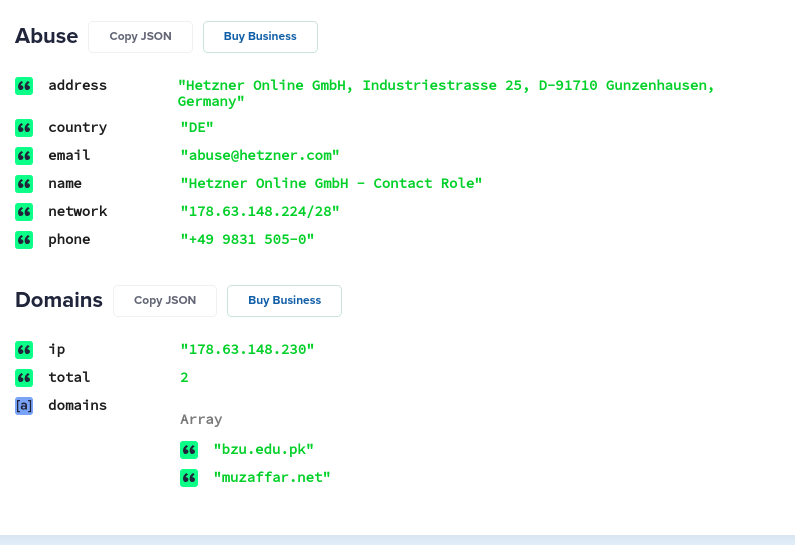 Abuse Copy JSON Buy Business
address "Hetzner Online GmbH, Industriestrasse 25, D-91710 Gunzenhausen,
Germany"
country "DE"
email "abuse@hetzner.com"
name "Hetzner Online GmbH - Contact Role"
network "178.63.148.224/28"
phone "+49 9831 505-0"
Domains Copy JSON Buy Business
ip "178.63.148.230"
total 2
[a] domains
Array
"bzu.edu.pk"
"muzaffar.net"